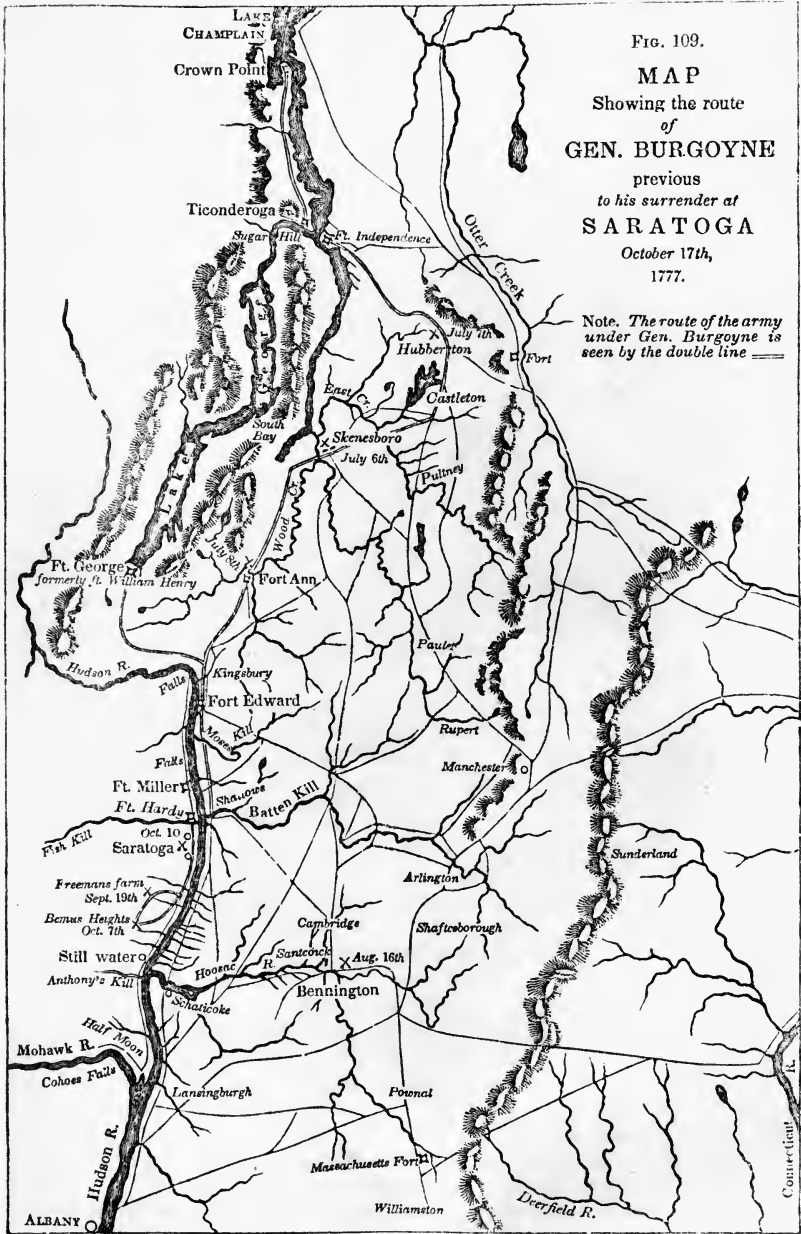 LAKE
CHAMPLAIN
Crown Point
FIG. 109.
MAP
Showing the route
of
GEN. BURGOYNE
previous
to his surrender at
SARATOGA
October 17th,
1777.
Note. The route of the army
under Gen. Burgoyne is
seen by the double line
Otter Creek
Ticonderoga
Sugar Hill
Ft. Independence
July 7th
Hubberton
Fort
George
East Cr.
Castleton
South
Bay
Skenesboro
July 6th
Pultney
Lake
Wood Cr.
July 8th
Ft. George
formerly ft. William Henry
Fort Ann
Hudson R.
Falls
Kingsbury
Pauler
Fort Edward
Moses Kill
Rupert
Falls
Manchester
Ft. Miller
Shallows
Ft. Hardy
Batten Kill
Fish Kill
Oct. 10
Saratoga
Sunderland
Arlington
Freemans farm
Sept. 19th
Bemus Heights
Oct. 7th
Cambridge
Shaftesborough
Still water
Hoosac R.
Santcoick
Aug. 16th
Anthony's Kill
Schaticoke
Bennington
Half Moon
Mohawk R.
Cohoes Falls
Lansingburgh
Pownal
Hudson R.
Massachusetts Fort
Williamston
Deerfield R.
Connecticut R.
ALBANY